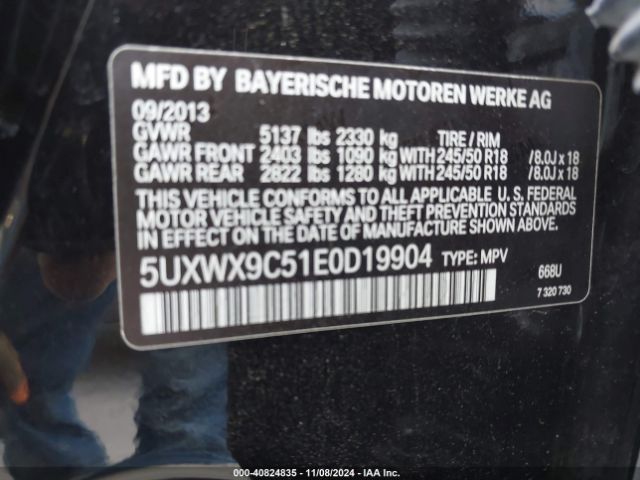 MFD BY BAYERISCHE MOTOREN WERKE AG
09/2013
GVWR 5137 lbs 2330 kg TIRE / RIM
GAWR FRONT 2403 lbs 1090 kg WITH 245/50 R18 /8.0J x 18
GAWR REAR 2822 lbs 1280 kg WITH 245/50 R18 /8.0J x 18
THIS VEHICLE CONFORMS TO ALL APPLICABLE U.S. FEDERAL
MOTOR VEHICLE SAFETY AND THEFT PREVENTION STANDARDS
IN EFFECT ON THE DATE OF MANUFACTURE SHOWN ABOVE.
5UXWX9C51E0D19904 TYPE: MPV
668U
7 320 730
000-40824835 - 11/08/2024 - IAA Inc.